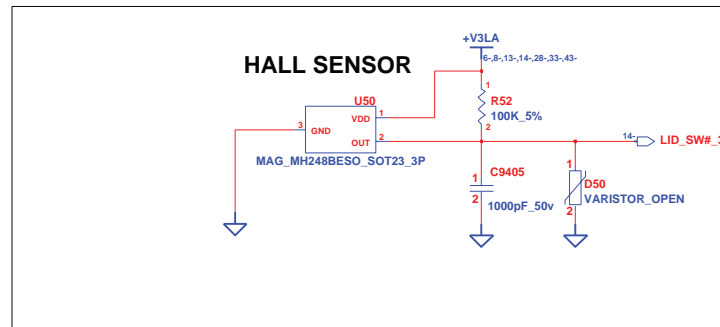 +V3LA
6-,8-,13-,14-,28-,33-,43-
HALL SENSOR
U50
1
R52
100K_5%
2
3
GND
VDD
1
OUT
2
MAG_MH248BESO_SOT23_3P
14-
LID_SW#_3
C9405
1
2
1000pF_50v
1
D50
VARISTOR_OPEN
2